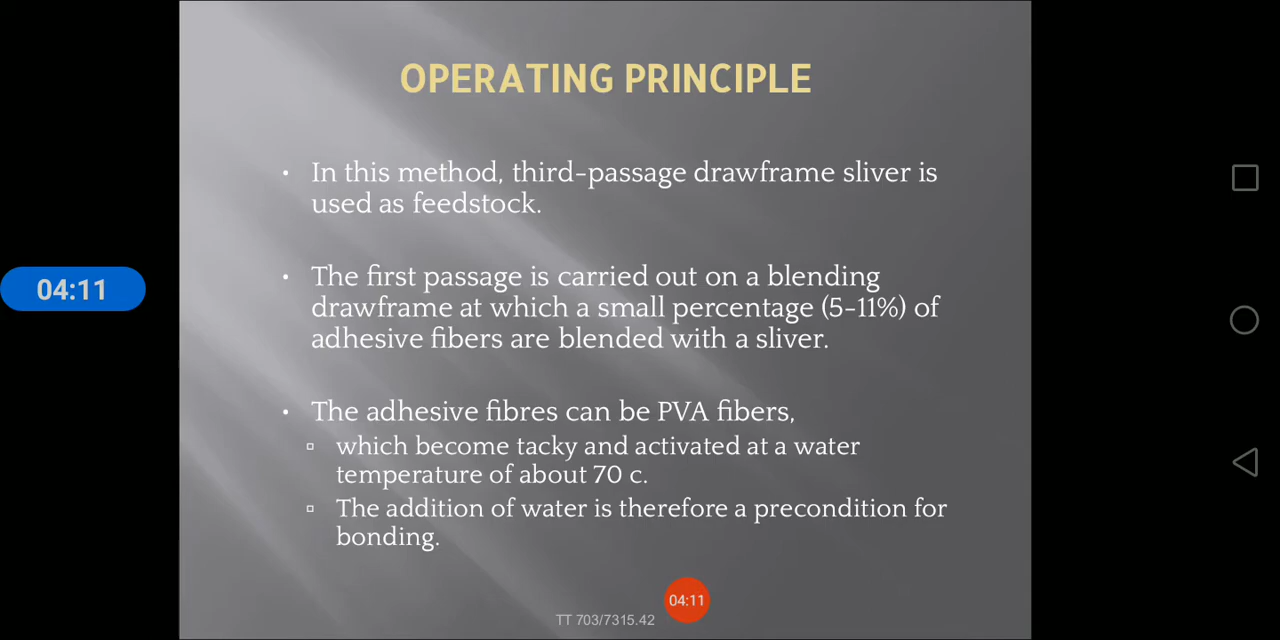 OPERATING PRINCIPLE
• In this method, third-passage drawframe sliver is
used as feedstock.
• The first passage is carried out on a blending
drawframe at which a small percentage (5-11%) of
adhesive fibers are blended with a sliver.
• The adhesive fibres can be PVA fibers,
▫ which become tacky and activated at a water
temperature of about 70 c.
▫ The addition of water is therefore a precondition for
bonding.
04:11
04:11
TT 703/7315.42